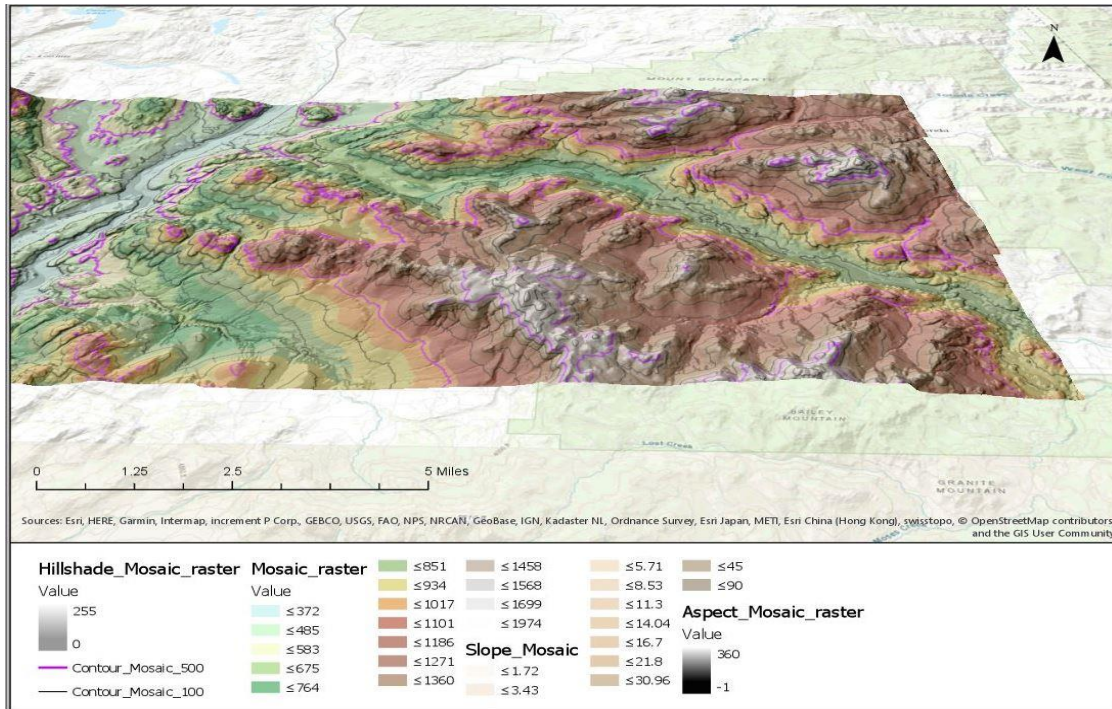 N
MOUNT BONAPART
BAILEY
MOUNTAIN
Lost Creek
GRANITE
MOUNTAIN
0 1.25 2.5 5 Miles
Sources: Esri, HERE, Garmin, Intermap, increment P Corp., GEBCO, USGS, FAO, NPS, NRCAN, GeoBase, IGN, Kadaster NL, Ordnance Survey, Esri Japan, METI, Esri China (Hong Kong), swisstopo, © OpenStreetMap contributors,
and the GIS User Community
Hillshade_Mosaic_raster
Value
255
0
Contour_Mosaic_500
Contour_Mosaic_100
Mosaic_raster
Value
≤372
≤485
≤583
≤675
≤764
≤851
≤934
≤1017
≤1101
≤1186
≤1271
≤1360
≤1458
≤1568
≤1699
≤1974
Slope_Mosaic
≤1.72
≤3.43
≤5.71
≤8.53
≤11.3
≤14.04
≤16.7
≤21.8
≤30.96
≤45
≤90
Aspect_Mosaic_raster
Value
360
-1